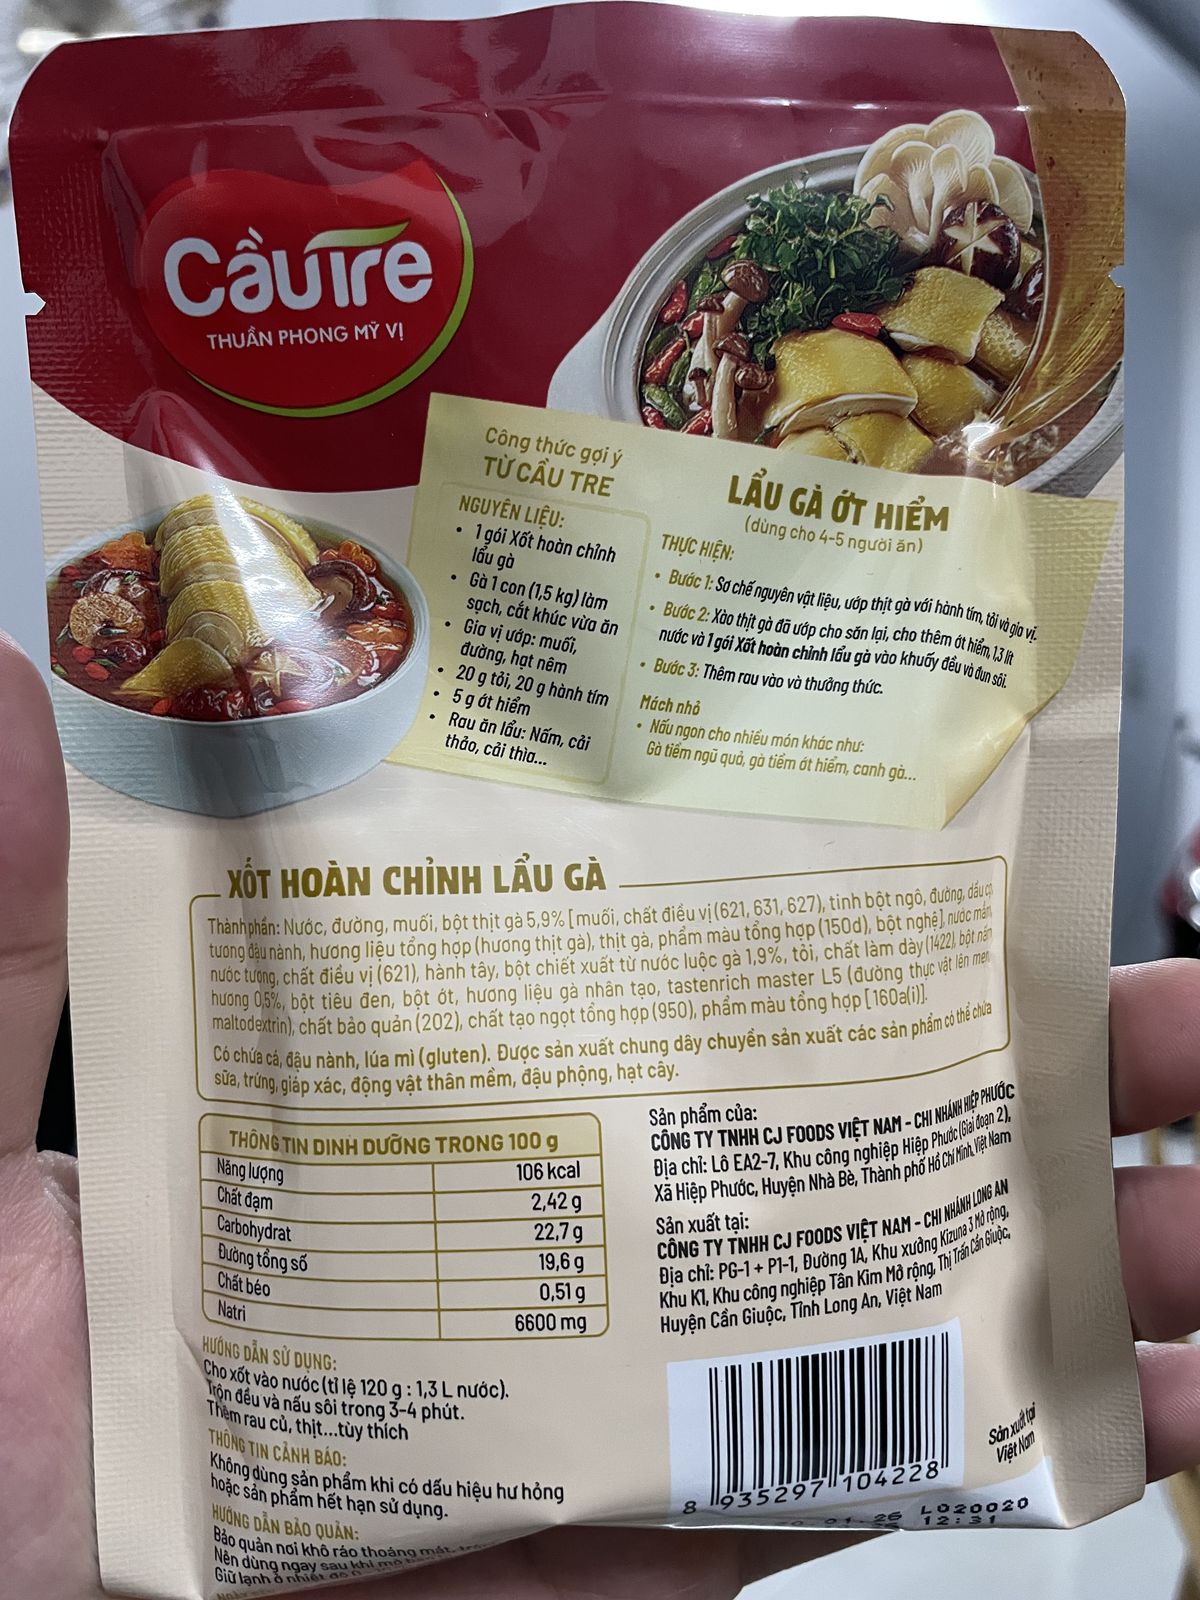 Cầu Tre
THUẦN PHONG MỸ VỊ
Công thức gợi ý
TỪ CẦU TRE
NGUYÊN LIỆU:
• 1 gói Xốt hoàn chỉnh
lẩu gà
• Gà 1 con (1,5 kg) làm
sạch, cắt khúc vừa ăn
• Gia vị ướp: muối,
đường, hạt nêm
• 20 g tỏi, 20 g hành tím
• 5 g ớt hiểm
• Rau ăn lẩu: Nấm, cải
thảo, cải thìa...
LẨU GÀ ỚT HIỂM
(dùng cho 4-5 người ăn)
THỰC HIỆN:
• Bước 1: Sơ chế nguyên vật liệu, ướp thịt gà với hành tím, tỏi và gia vị.
• Bước 2: Xào thịt gà đã ướp cho săn lại, cho thêm ớt hiểm, 1,3 lít
nước và 1 gói Xốt hoàn chỉnh lẩu gà vào khuấy đều và đun sôi.
• Bước 3: Thêm rau vào và thưởng thức.
Mách nhỏ
• Nấu ngon cho nhiều món khác như:
Gà tiềm ngũ quả, gà tiềm ớt hiểm, canh gà...
XỐT HOÀN CHỈNH LẨU GÀ
Thành phần: Nước, đường, muối, bột thịt gà 5,9% [muối, chất điều vị (621, 631, 627), tinh bột ngô, đường, dầu cọ,
tương đậu nành, hương liệu tổng hợp (hương thịt gà), thịt gà, phẩm màu tổng hợp (150d), bột nghệ], nước mắm,
nước tương, chất điều vị (621), hành tây, bột chiết xuất từ nước luộc gà 1,9%, tỏi, chất làm dày (1422), bột nấm
hương 0,5%, bột tiêu đen, bột ớt, hương liệu gà nhân tạo, tastenrich master L5 (đường thực vật lên men,
maltodextrin), chất bảo quản (202), chất tạo ngọt tổng hợp (950), phẩm màu tổng hợp [160a(i)].
Có chứa cá, đậu nành, lúa mì (gluten). Được sản xuất chung dây chuyền sản xuất các sản phẩm có thể chứa
sữa, trứng, giáp xác, động vật thân mềm, đậu phộng, hạt cây.
THÔNG TIN DINH DƯỠNG TRONG 100 g
Năng lượng 106 kcal
Chất đạm 2,42 g
Carbohydrat 22,7 g
Đường tổng số 19,6 g
Chất béo 0,51 g
Natri 6600 mg
HƯỚNG DẪN SỬ DỤNG:
Cho xốt vào nước (tỉ lệ 120 g : 1,3 L nước).
Trộn đều và nấu sôi trong 3-4 phút.
Thêm rau củ, thịt...tùy thích
THÔNG TIN CẢNH BÁO:
Không dùng sản phẩm khi có dấu hiệu hư hỏng
hoặc sản phẩm hết hạn sử dụng.
HƯỚNG DẪN BẢO QUẢN:
Bảo quản nơi khô ráo thoáng mát,
Nên dùng ngay sau khi mở
Giữ lạnh ở nhiệt độ
Sản phẩm của:
CÔNG TY TNHH CJ FOODS VIỆT NAM - CHI NHÁNH HIỆP PHƯỚC
Địa chỉ: Lô EA2-7, Khu công nghiệp Hiệp Phước (Giai đoạn 2),
Xã Hiệp Phước, Huyện Nhà Bè, Thành phố Hồ Chí Minh, Việt Nam
Sản xuất tại:
CÔNG TY TNHH CJ FOODS VIỆT NAM - CHI NHÁNH LONG AN
Địa chỉ: PG-1 + P1-1, Đường 1A, Khu xưởng Kizuna 3 Mở rộng,
Khu K1, Khu công nghiệp Tân Kim Mở rộng, Thị Trấn Cần Giuộc,
Huyện Cần Giuộc, Tỉnh Long An, Việt Nam
8 935297 104228
Sản xuất tại
Việt Nam
01 26 L020020
12:31